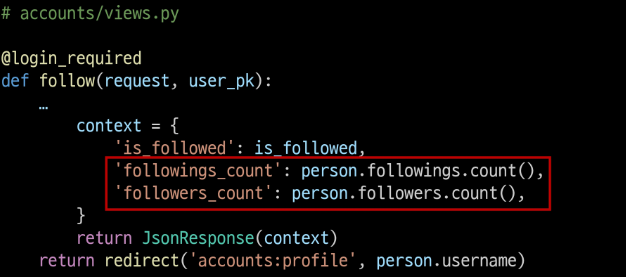 # accounts/views.py

@login_required
def follow(request, user_pk):
    …
        context = {
            'is_followed': is_followed,
            'followings_count': person.followings.count(),
            'followers_count': person.followers.count(),
        }
        return JsonResponse(context)
    return redirect('accounts:profile', person.username)